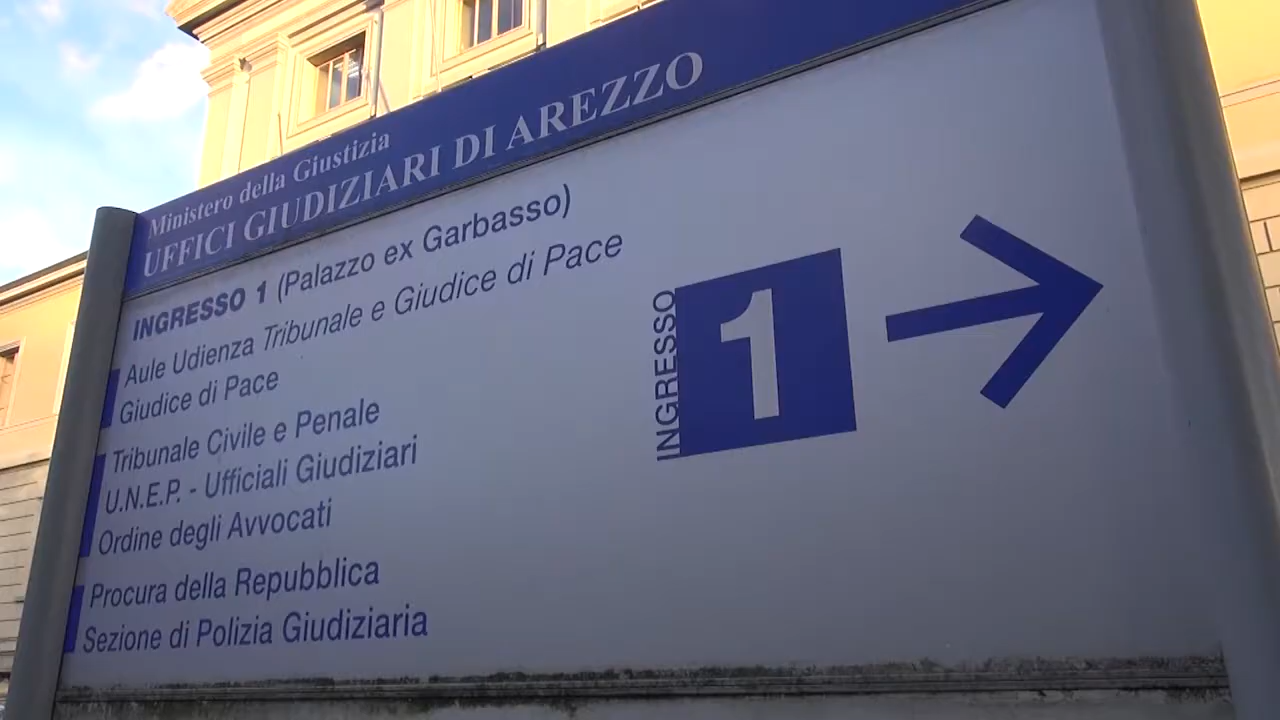 Ministero della Giustizia
UFFICI GIUDIZIARI DI AREZZO
INGRESSO 1 (Palazzo ex Garbasso)
Aule Udienza Tribunale e Giudice di Pace
Giudice di Pace
Tribunale Civile e Penale
U.N.E.P. - Ufficiali Giudiziari
Ordine degli Avvocati
Procura della Repubblica
Sezione di Polizia Giudiziaria
INGRESSO
1